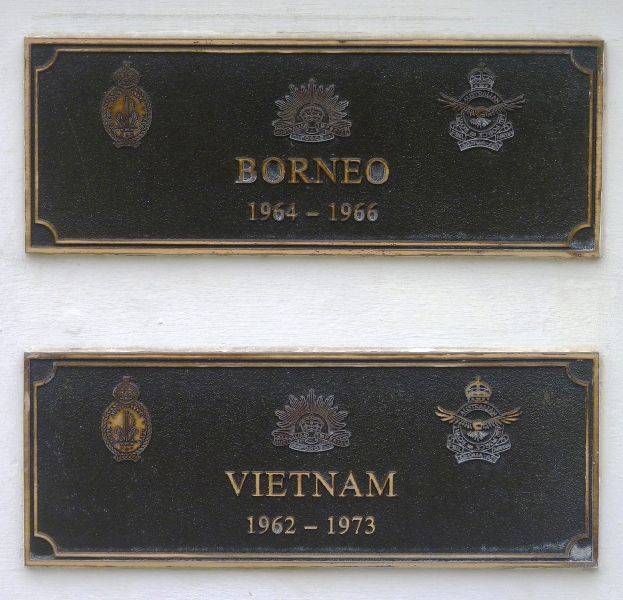 BORNEO
1964 – 1966
VIETNAM
1962 – 1973